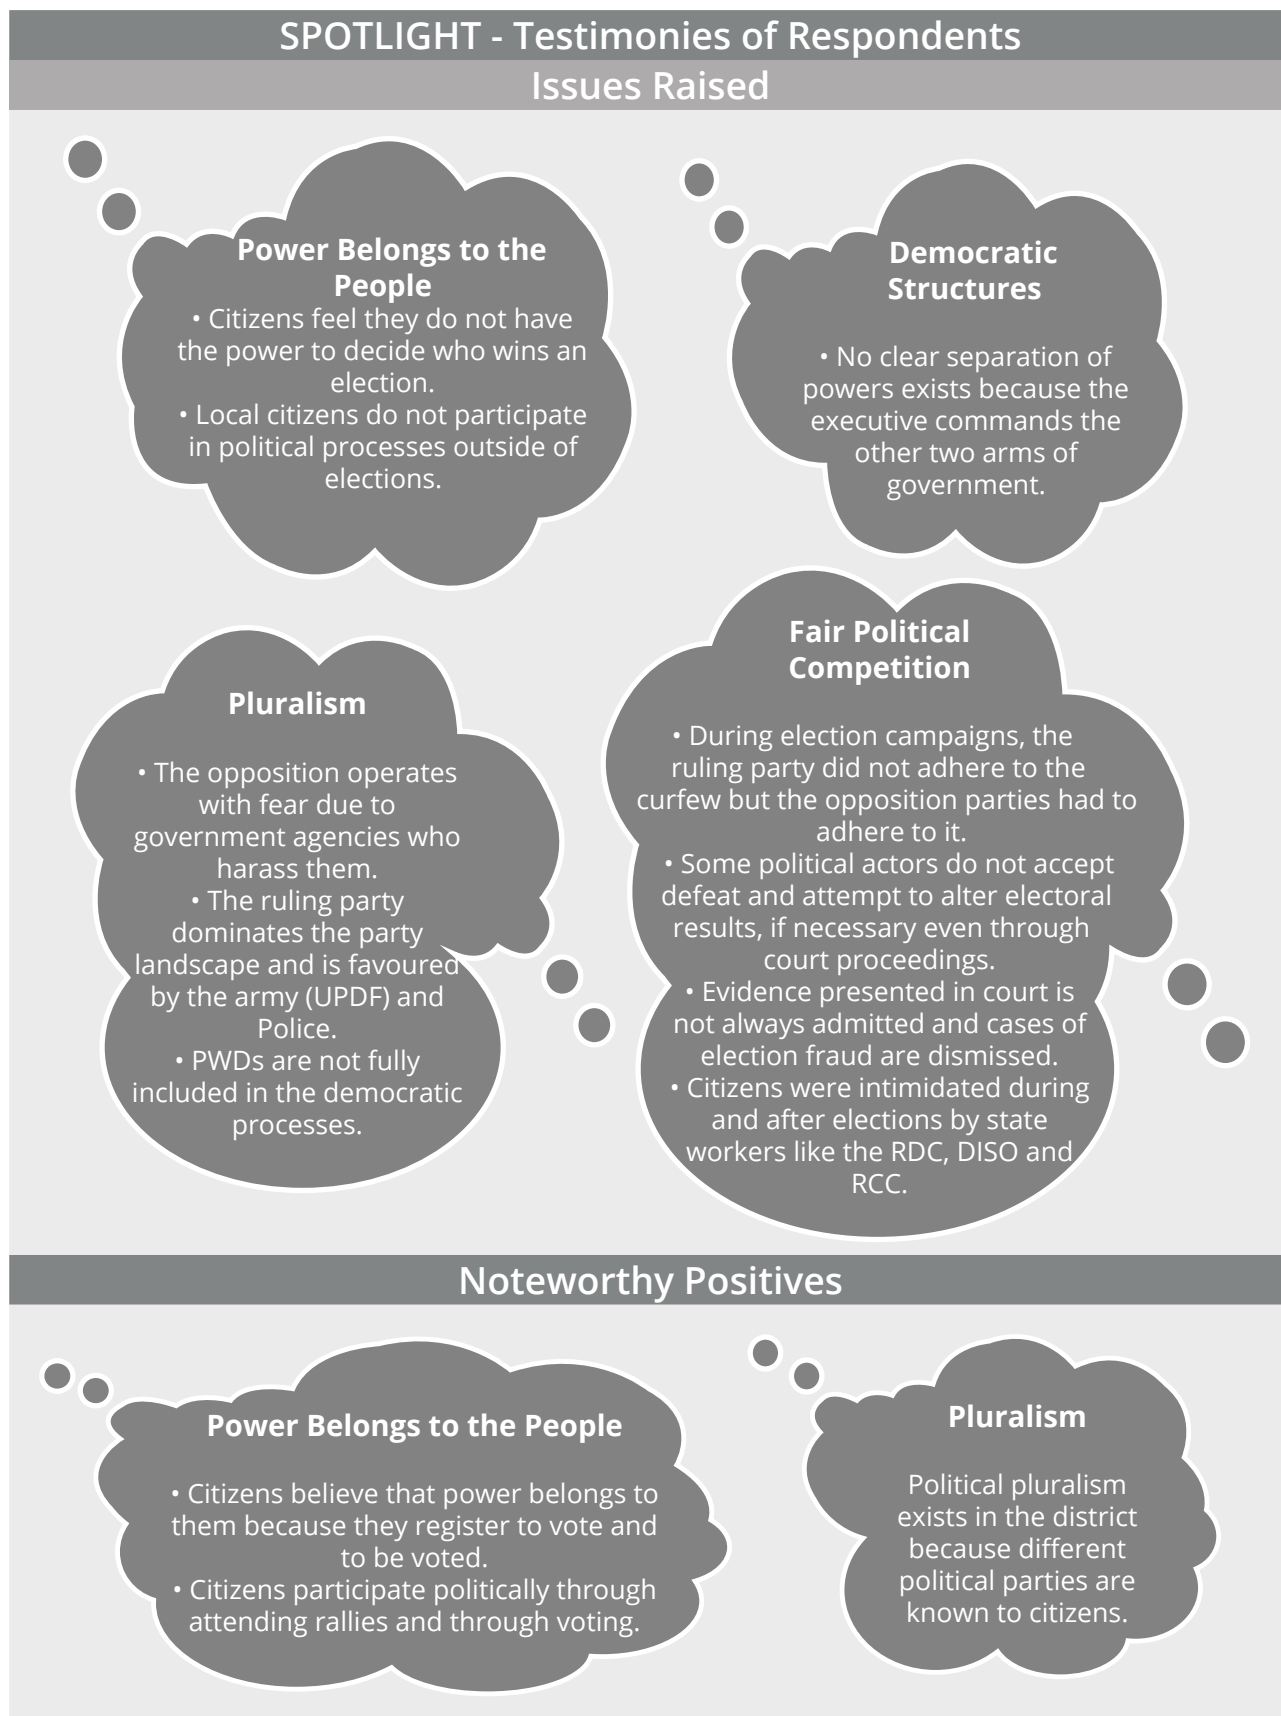 SPOTLIGHT - Testimonies of Respondents
Issues Raised
Power Belongs to the
People
• Citizens feel they do not have
the power to decide who wins an
election.
• Local citizens do not participate
in political processes outside of
elections.
Democratic
Structures
• No clear separation of
powers exists because the
executive commands the
other two arms of
government.
Pluralism
• The opposition operates
with fear due to
government agencies who
harass them.
• The ruling party
dominates the party
landscape and is favoured
by the army (UPDF) and
Police.
• PWDs are not fully
included in the democratic
processes.
Fair Political
Competition
• During election campaigns, the
ruling party did not adhere to the
curfew but the opposition parties had to
adhere to it.
• Some political actors do not accept
defeat and attempt to alter electoral
results, if necessary even through
court proceedings.
• Evidence presented in court is
not always admitted and cases of
election fraud are dismissed.
• Citizens were intimidated during
and after elections by state
workers like the RDC, DISO and
RCC.
Noteworthy Positives
Power Belongs to the People
• Citizens believe that power belongs to
them because they register to vote and
to be voted.
• Citizens participate politically through
attending rallies and through voting.
Pluralism
Political pluralism
exists in the district
because different
political parties are
known to citizens.